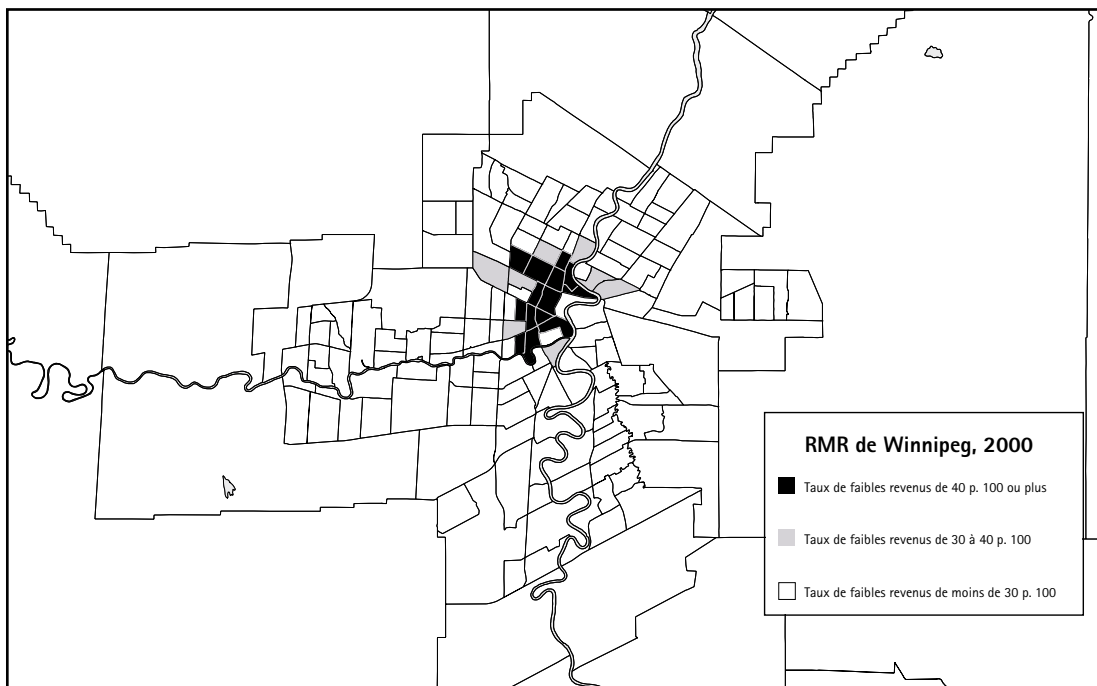 RMR de Winnipeg, 2000
Taux de faibles revenus de 40 p. 100 ou plus
Taux de faibles revenus de 30 à 40 p. 100
Taux de faibles revenus de moins de 30 p. 100